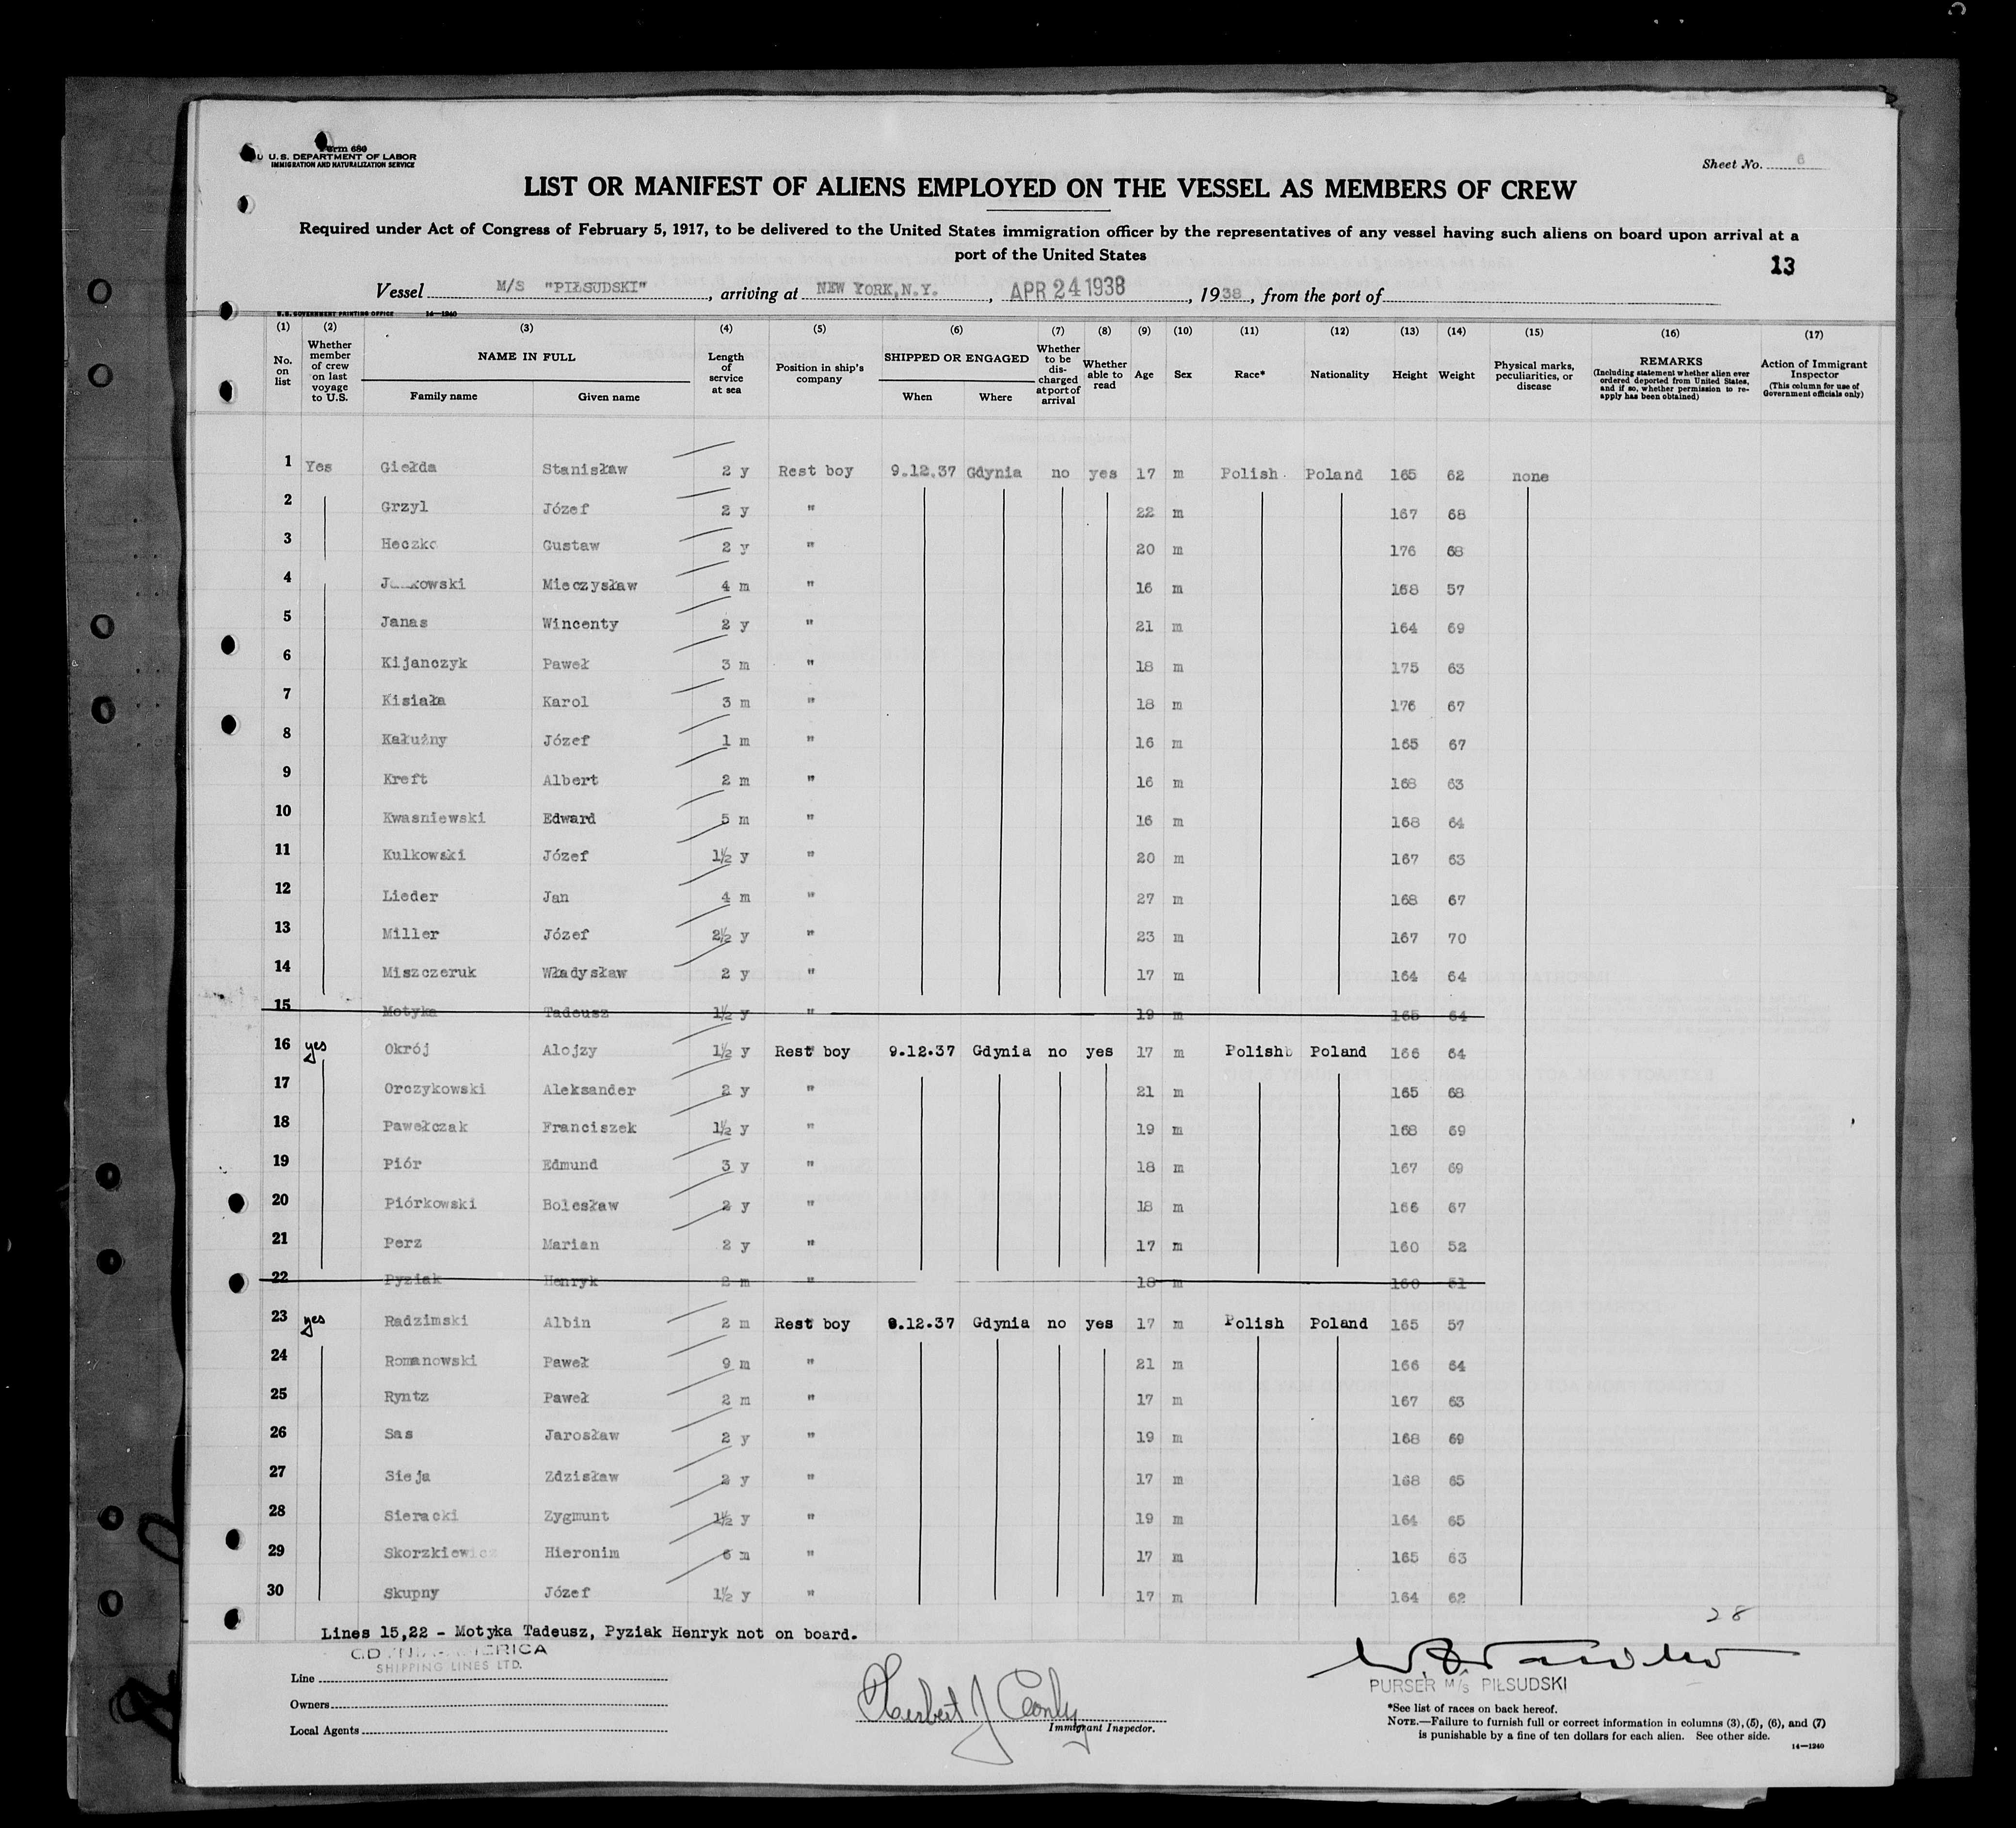 Form 680
U.S. DEPARTMENT OF LABOR
IMMIGRATION AND NATURALIZATION SERVICE
Sheet No. 6
LIST OR MANIFEST OF ALIENS EMPLOYED ON THE VESSEL AS MEMBERS OF CREW
Required under Act of Congress of February 5, 1917, to be delivered to the United States immigration officer by the representatives of any vessel having such aliens on board upon arrival at a
port of the United States
13
Vessel M/S "PIŁSUDSKI", arriving at NEW YORK,N.Y., APR 24 1938, 1938, from the port of
U.S. GOVERNMENT PRINTING OFFICE 14—1240
(1) (2) (3) (4) (5) (6) (7) (8) (9) (10) (11) (12) (13) (14) (15) (16) (17)
No. on list
Whether member of crew on last voyage to U.S.
NAME IN FULL
Family name
Given name
Length of service at sea
Position in ship's company
SHIPPED OR ENGAGED
When
Where
Whether to be discharged at port of arrival
Whether able to read
Age
Sex
Race*
Nationality
Height
Weight
Physical marks, peculiarities, or disease
REMARKS
(Including statement whether alien ever ordered deported from United States, and if so, whether permission to reapply has been obtained)
Action of Immigrant Inspector
(This column for use of Government officials only)
1 Yes Giełda Stanisław 2 y Rest boy 9.12.37 Gdynia no yes 17 m Polish Poland 165 62 none
2 Grzyl Józef 2 y " 22 m 167 68
3 Heczko Gustaw 2 y " 20 m 176 68
4 Mieczysław 4 m " 16 m 168 57
5 Janas Wincenty 2 y " 21 m 164 69
6 Kijanczyk Paweł 3 m " 18 m 175 63
7 Kisiała Karol 3 m " 18 m 176 67
8 Kałużny Józef 1 m " 16 m 165 67
9 Kreft Albert 2 m " 16 m 168 63
10 Kwasniewski Edward 5 m " 16 m 168 64
11 Kulkowski Józef 1½ y " 20 m 167 63
12 Lieder Jan 4 m " 27 m 168 67
13 Miller Józef 2½ y " 23 m 167 70
14 Miszczeruk Władysław 2 y " 17 m 164 64
15 Motyka Tadeusz 1½ y " 19 m 165 64
16 yes Okrój Alojzy 1½ y Rest boy 9.12.37 Gdynia no yes 17 m Polish Poland 166 64
17 Orczykowski Aleksander 2 y " 21 m 165 68
18 Pawełczak Franciszek 1½ y " 19 m 168 69
19 Piór Edmund 3 y " 18 m 167 69
20 Piórkowski Bolesław 2 y " 18 m 166 67
21 Perz Marian 2 y " 17 m 160 52
22 Pyziak Henryk 2 m " 18 m 160 51
23 yes Radzimski Albin 2 m Rest boy 9.12.37 Gdynia no yes 17 m Polish Poland 165 57
24 Romanowski Paweł 9 m " 21 m 166 64
25 Ryntz Paweł 2 m " 17 m 167 63
26 Sas Jarosław 2 y " 19 m 168 69
27 Sieja Zdzisław 2 y " 17 m 168 65
28 Sieracki Zygmunt 1½ y " 19 m 164 65
29 Skorzkiewicz Hieronim 6 m " 17 m 165 63
30 Skupny Józef 1½ y " 17 m 164 62
28
Lines 15,22 - Motyka Tadeusz, Pyziak Henryk not on board.
Line GDYNIA-AMERICA
SHIPPING LINES LTD.
Owners
Local Agents
Herbert J Conly
Immigrant Inspector.
PURSER M/S PIŁSUDSKI
*See list of races on back hereof.
NOTE.—Failure to furnish full or correct information in columns (3), (5), (6), and (7)
is punishable by a fine of ten dollars for each alien. See other side.
14—1240